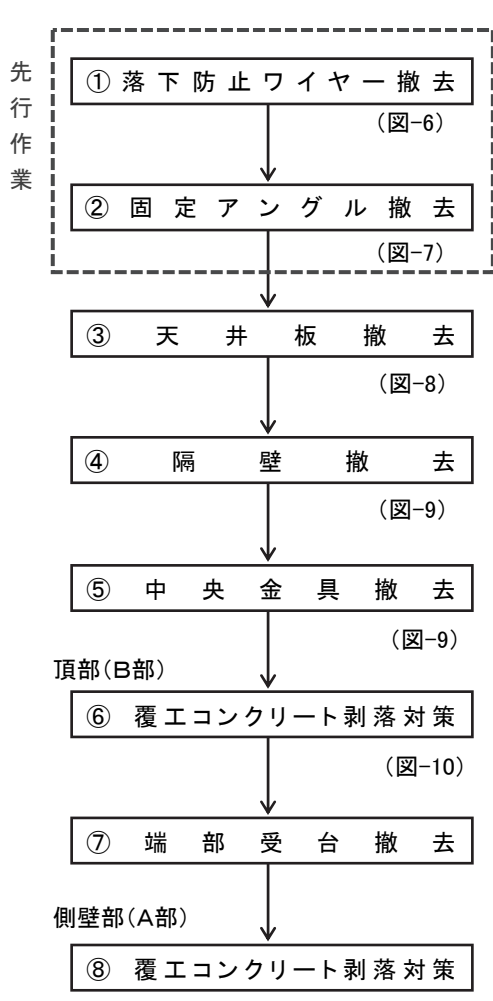 先行作業
①落下防止ワイヤー撤去
(図-6)
②固定アングル撤去
(図-7)
③天井板撤去
(図-8)
④隔壁撤去
(図-9)
⑤中央金具撤去
(図-9)
頂部(B部)
⑥覆工コンクリート剥落対策
(図-10)
⑦端部受台撤去
側壁部(A部)
⑧覆工コンクリート剥落対策